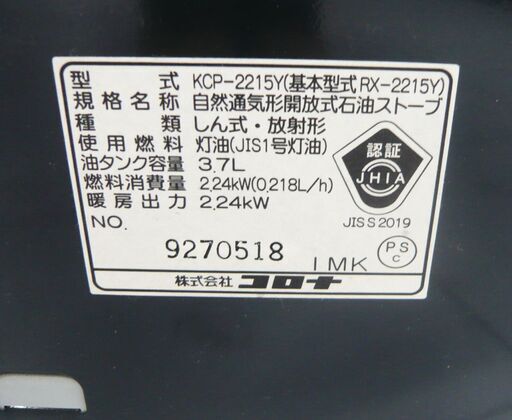 型式 KCP-2215Y(基本型式RX-2215Y)
規格名称 自然通気形開放式石油ストーブ
種類 しん式・放射形
使用燃料 灯油(JIS1号灯油)
油タンク容量 3.7L
燃料消費量 2.24kW(0.218L/h)
暖房出力 2.24kW
認証
JHIA
JIS S 2019
NO.
9270518
1MK
PS
C
株式会社 コロナ